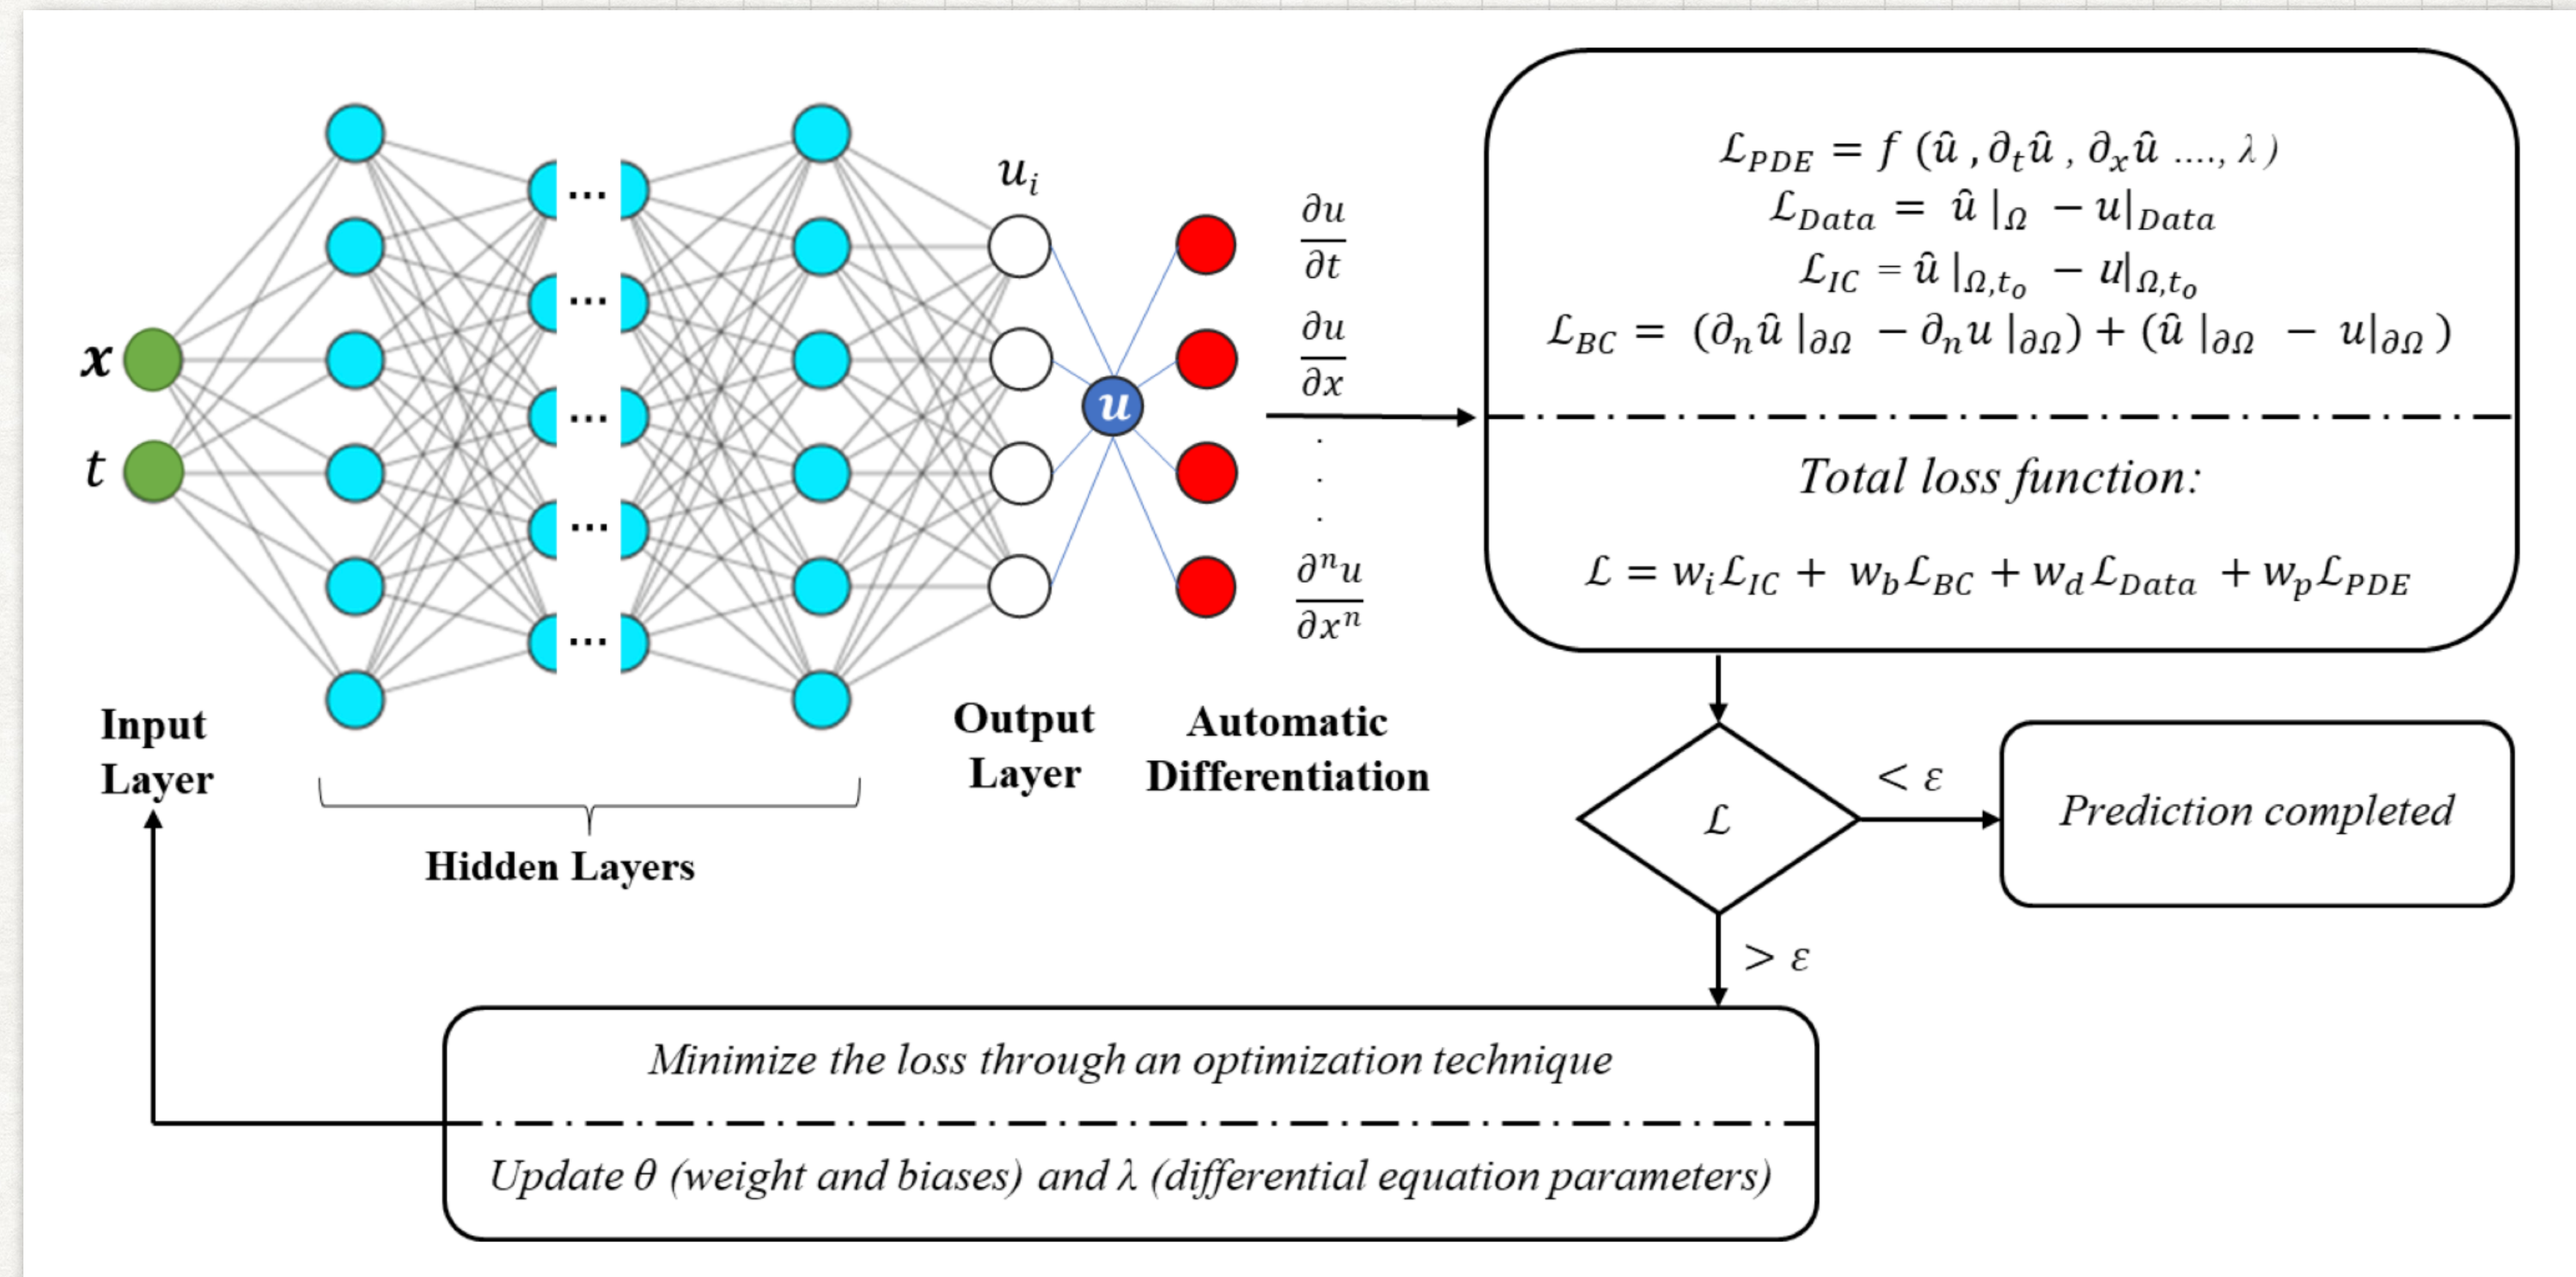 x
t
...
...
...
...
...
u_i
u
∂u/∂t
∂u/∂x
.
.
.
∂ⁿu/∂xⁿ
Input
Layer
Hidden Layers
Output
Layer
Automatic
Differentiation
ℒ_PDE = f (û , ∂_t û , ∂_x û ...., λ )
ℒ_Data = û |_Ω − u|_Data
ℒ_IC = û |_Ω,t_o − u|_Ω,t_o
ℒ_BC = (∂_n û |_∂Ω − ∂_n u |_∂Ω) + (û |_∂Ω − u|_∂Ω )
Total loss function:
ℒ = w_i ℒ_IC + w_b ℒ_BC + w_d ℒ_Data + w_p ℒ_PDE
ℒ
< ε
Prediction completed
> ε
Minimize the loss through an optimization technique
Update θ (weight and biases) and λ (differential equation parameters)